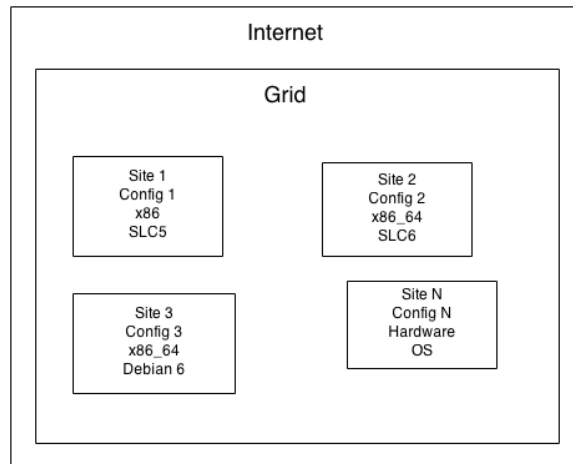 Internet
Grid
Site 1
Config 1
x86
SLC5
Site 2
Config 2
x86_64
SLC6
Site 3
Config 3
x86_64
Debian 6
Site N
Config N
Hardware
OS